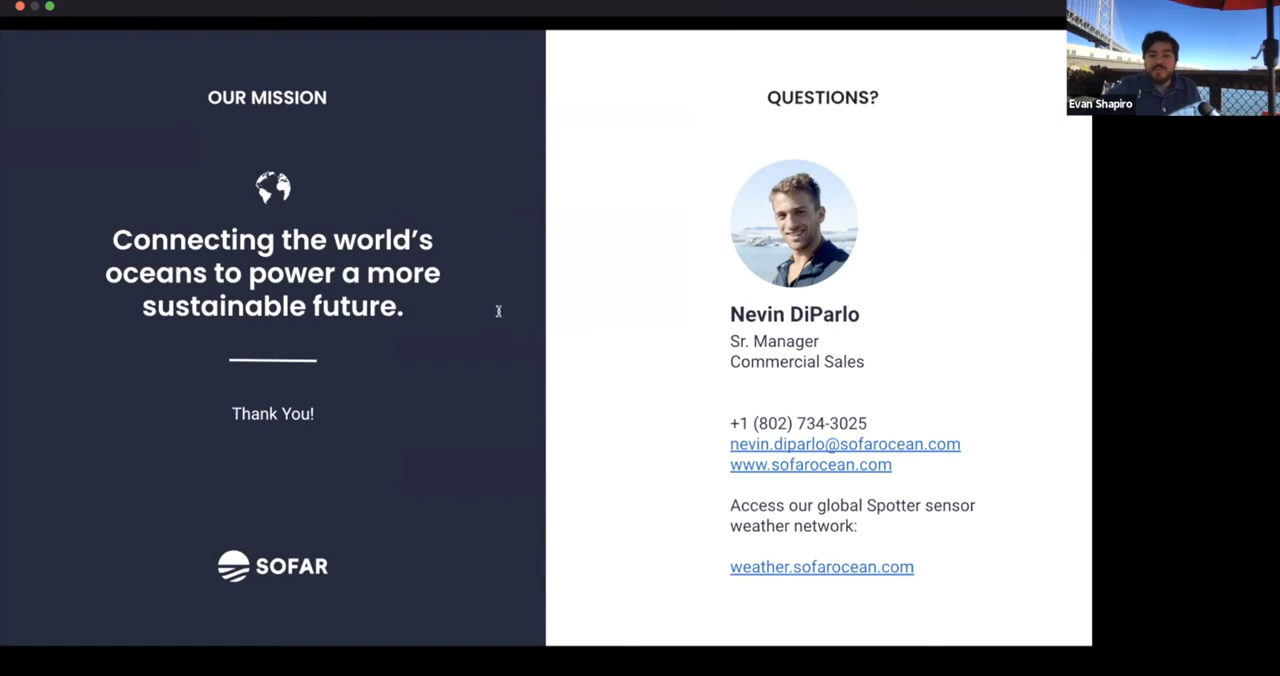 OUR MISSION
Connecting the world’s
oceans to power a more
sustainable future.
Thank You!
SOFAR
QUESTIONS?
Nevin DiParlo
Sr. Manager
Commercial Sales
+1 (802) 734-3025
nevin.diparlo@sofarocean.com
www.sofarocean.com
Access our global Spotter sensor
weather network:
weather.sofarocean.com
Evan Shapiro